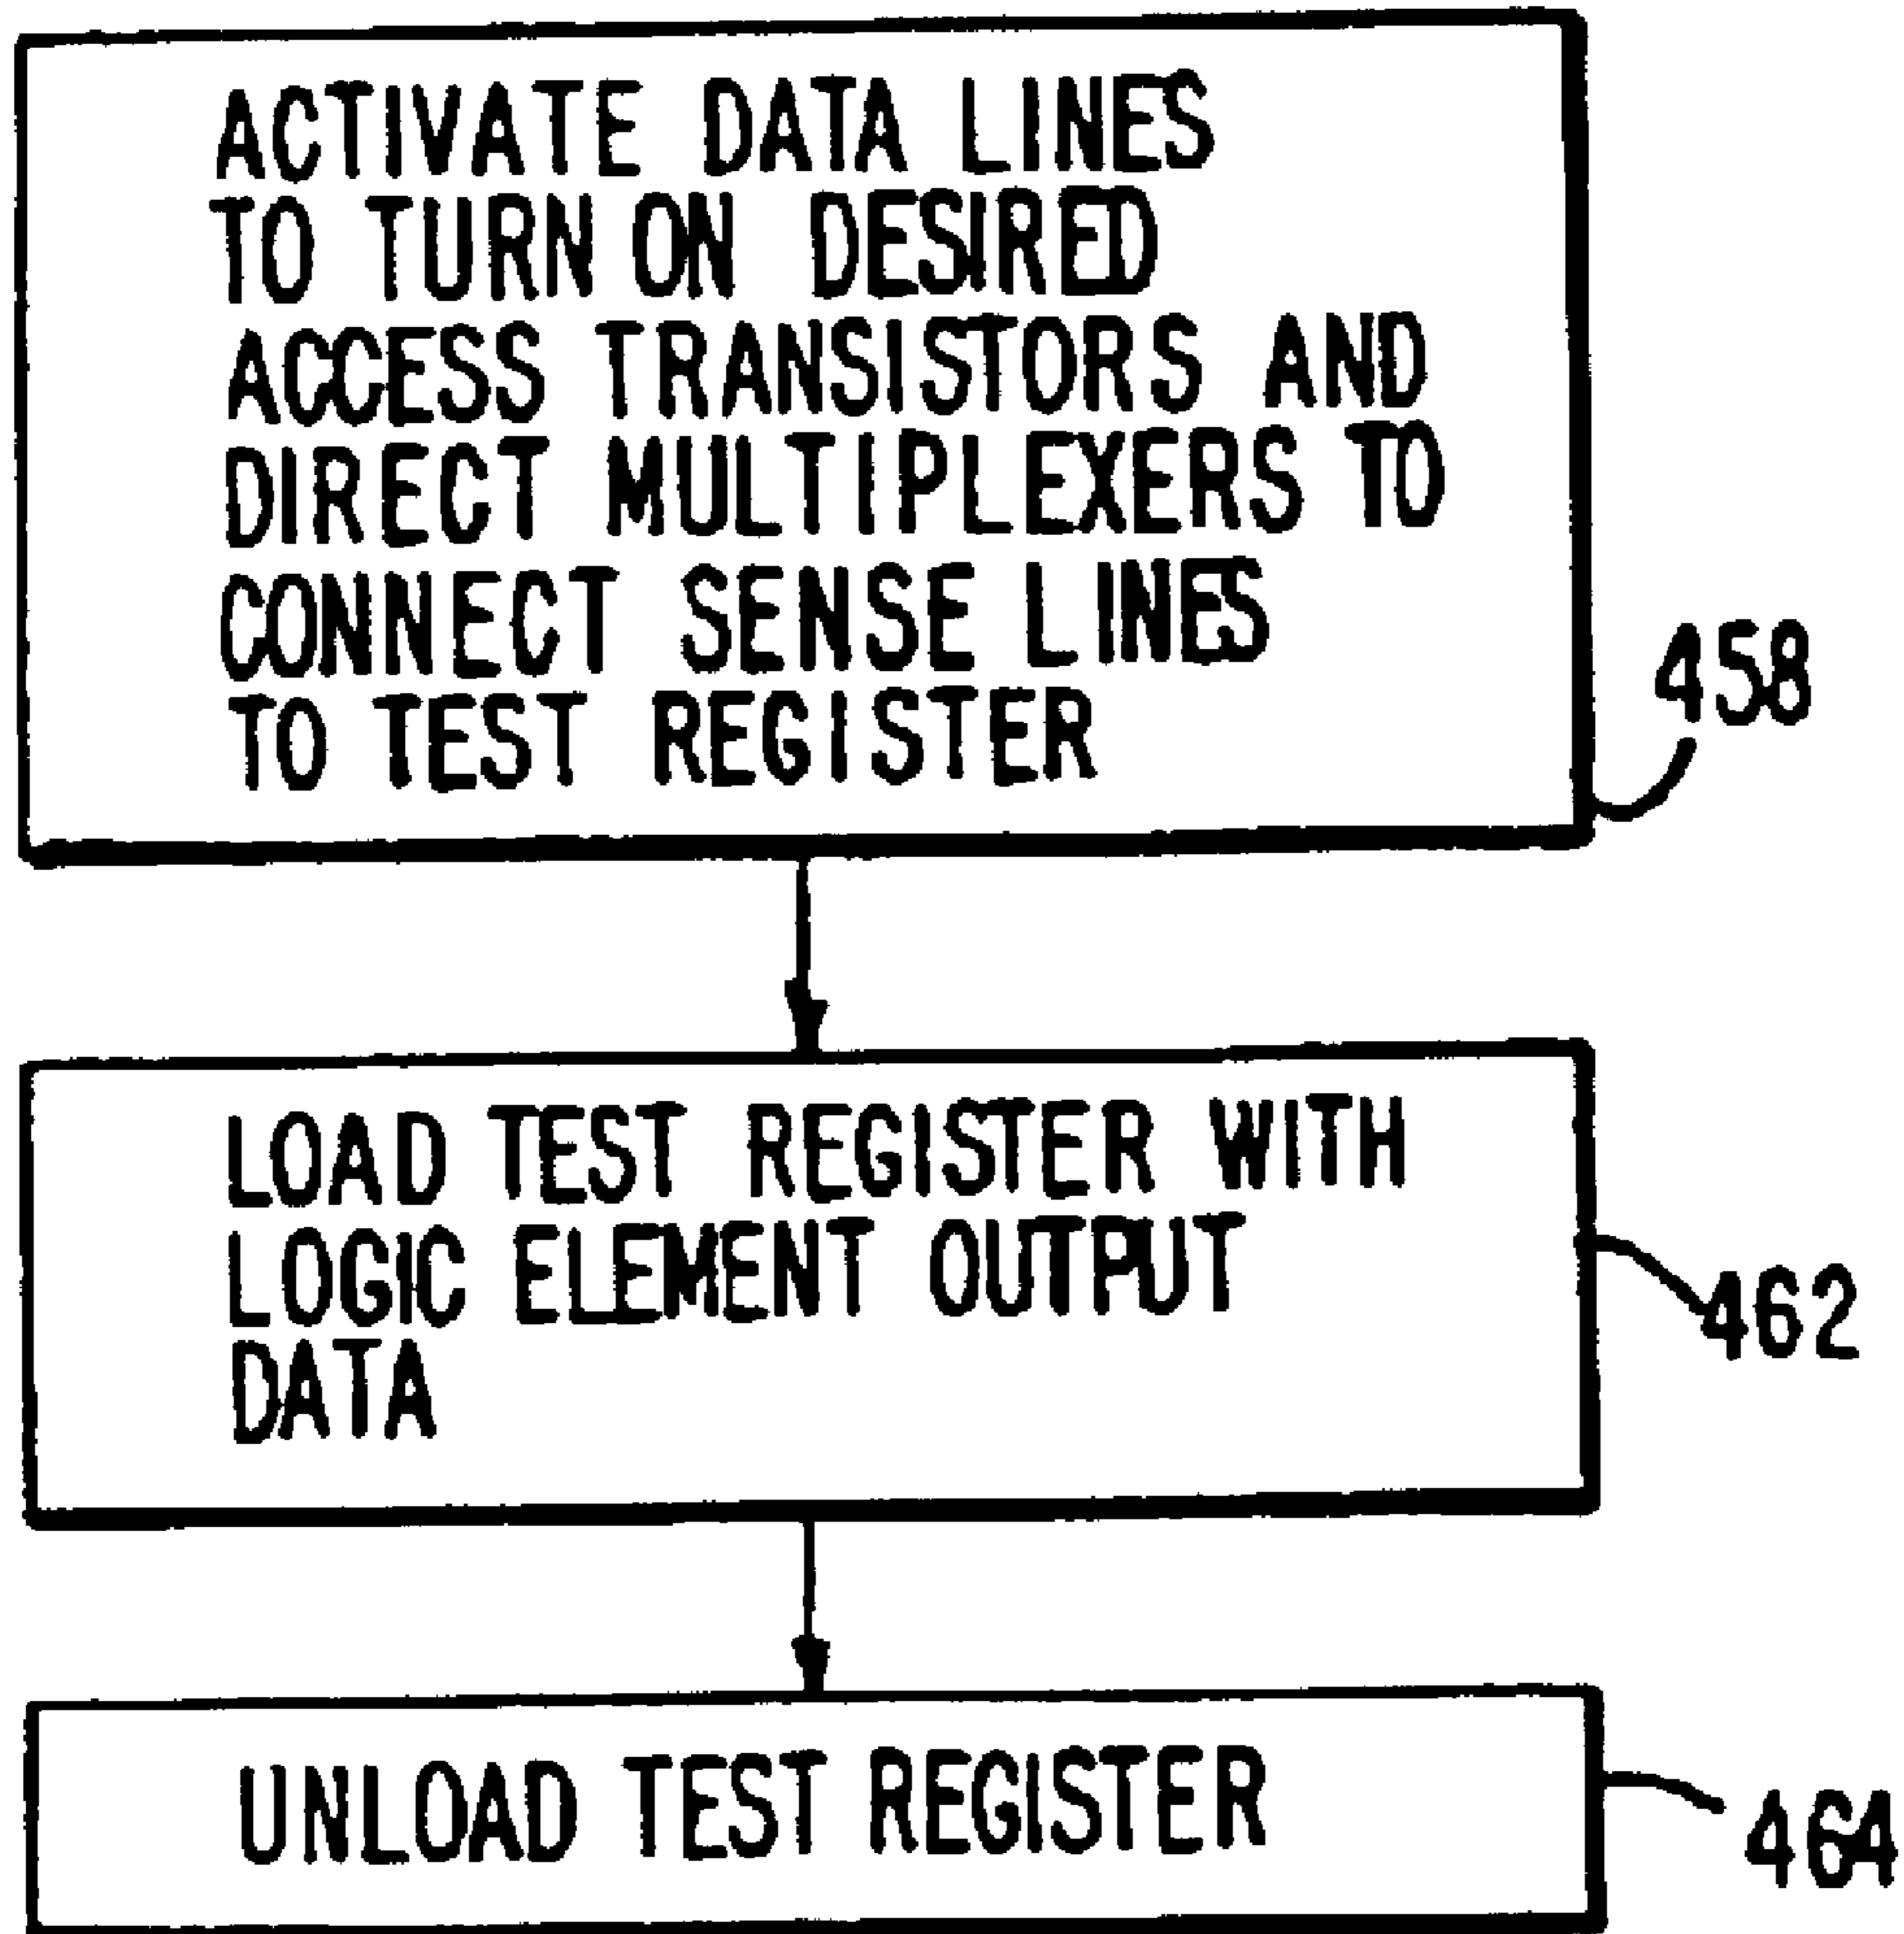 ACTIVATE DATA LINES
TO TURN ON DESIRED
ACCESS TRANSISTORS AND
DIRECT MULTIPLEXERS TO
CONNECT SENSE LINES
TO TEST REGISTER
458
LOAD TEST REGISTER WITH
LOGIC ELEMENT OUTPUT
DATA
462
UNLOAD TEST REGISTER
464